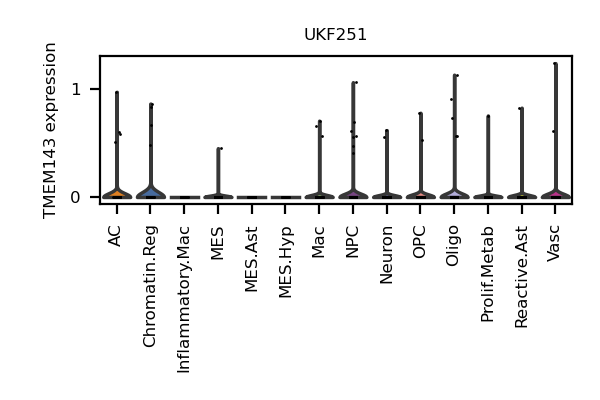 UKF251
TMEM143 expression
1
0
AC
Chromatin.Reg
Inflammatory.Mac
MES
MES.Ast
MES.Hyp
Mac
NPC
Neuron
OPC
Oligo
Prolif.Metab
Reactive.Ast
Vasc